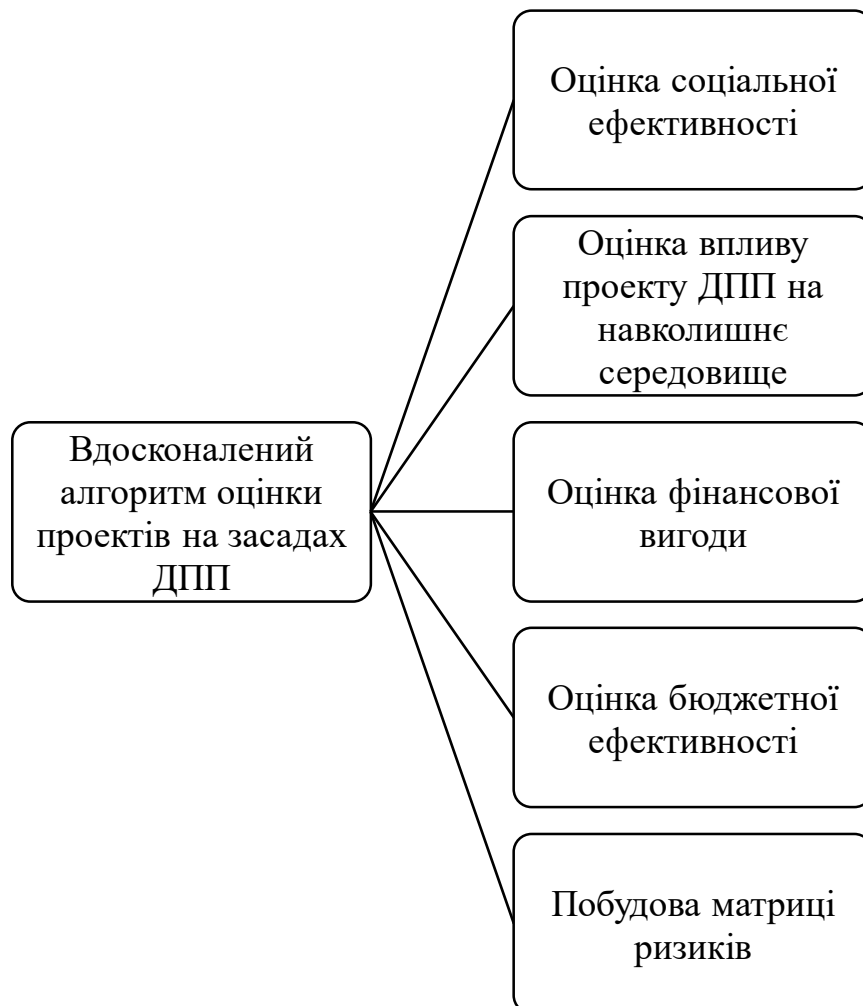 Оцінка соціальної
ефективності
Оцінка впливу
проекту ДПП на
навколишнє
середовище
Вдосконалений
алгоритм оцінки
проектів на засадах
ДПП
Оцінка фінансової
вигоди
Оцінка бюджетної
ефективності
Побудова матриці
ризиків